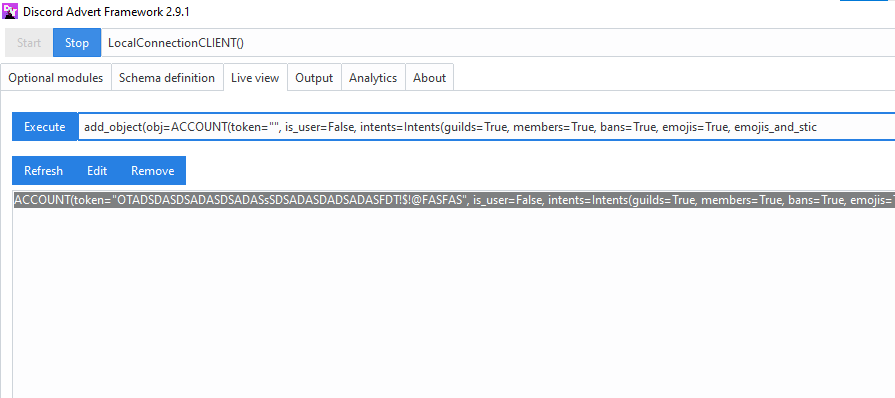 Discord Advert Framework 2.9.1
Start Stop LocalConnectionCLIENT()
Optional modules Schema definition Live view Output Analytics About
Execute add_object(obj=ACCOUNT(token="", is_user=False, intents=Intents(guilds=True, members=True, bans=True, emojis=True, emojis_and_stic
Refresh Edit Remove
ACCOUNT(token="OTADSDASDSADASDSADASsSDSADASDADSADASFDT!$!@FASFAS", is_user=False, intents=Intents(guilds=True, members=True, bans=True, emojis=